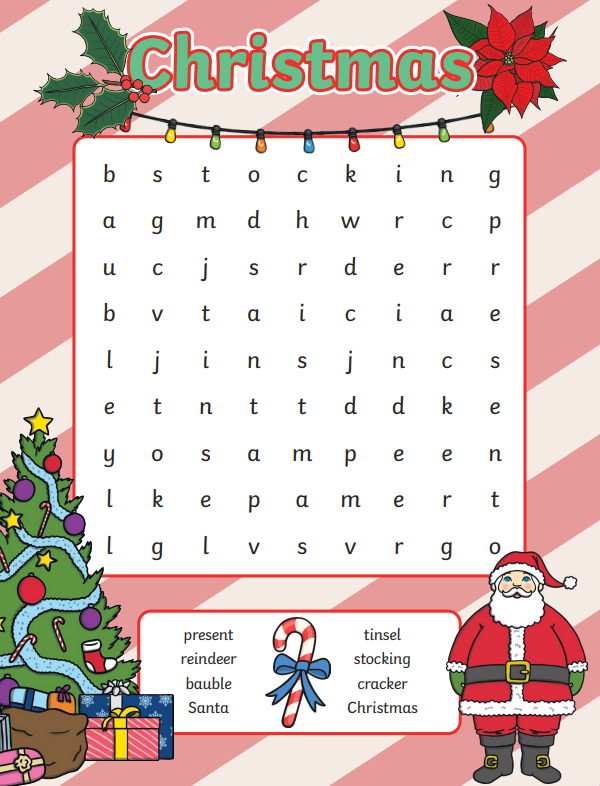 Christmas
b s t o c k i n g
a g m d h w r c p
u c j s r d e r r
b v t a i c i a e
l j i n s j n c s
e t n t t d d k e
y o s a m p e e n
l k e p a m e r t
l g l v s v r g o
present
reindeer
bauble
Santa
tinsel
stocking
cracker
Christmas